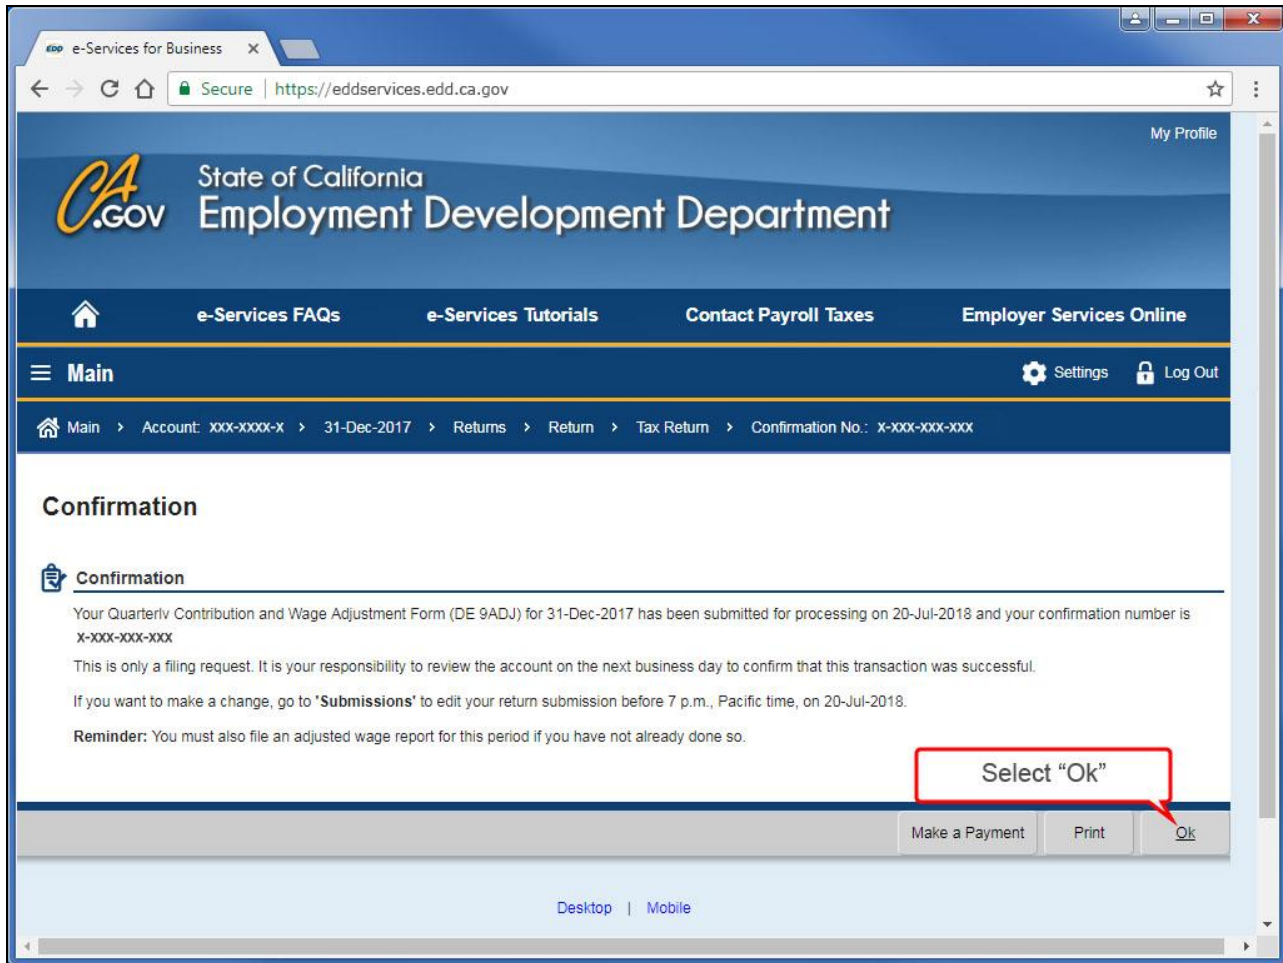 EDD e-Services for Business
Secure | https://eddservices.edd.ca.gov
My Profile
CA.GOV
State of California
Employment Development Department
e-Services FAQs e-Services Tutorials Contact Payroll Taxes Employer Services Online
Main Settings Log Out
Main > Account: xxx-xxxx-x > 31-Dec-2017 > Returns > Return > Tax Return > Confirmation No.: x-xxx-xxx-xxx
Confirmation
Confirmation
Your Quarterly Contribution and Wage Adjustment Form (DE 9ADJ) for 31-Dec-2017 has been submitted for processing on 20-Jul-2018 and your confirmation number is
x-xxx-xxx-xxx
This is only a filing request. It is your responsibility to review the account on the next business day to confirm that this transaction was successful.
If you want to make a change, go to 'Submissions' to edit your return submission before 7 p.m., Pacific time, on 20-Jul-2018.
Reminder: You must also file an adjusted wage report for this period if you have not already done so.
Select “Ok”
Make a Payment Print Ok
Desktop | Mobile